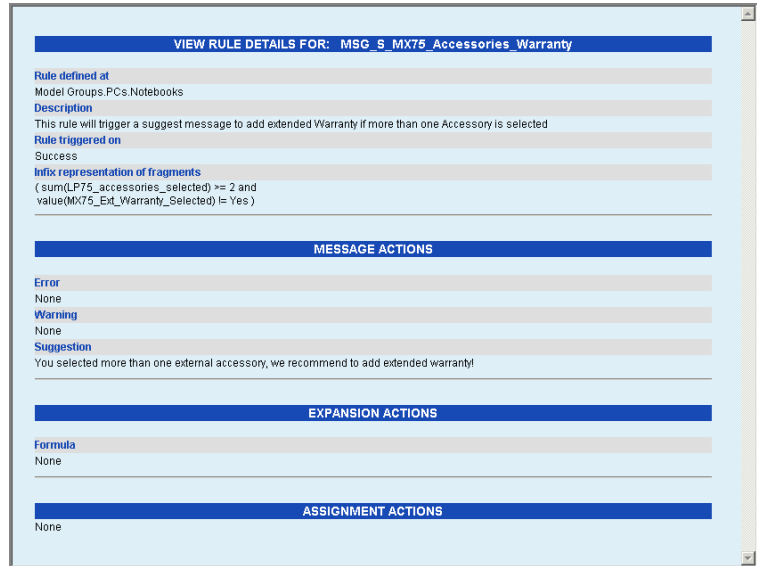 VIEW RULE DETAILS FOR: MSG_S_MX75_Accessories_Warranty
Rule defined at
Model Groups.PCs.Notebooks
Description
This rule will trigger a suggest message to add extended Warranty if more than one Accessory is selected
Rule triggered on
Success
Infix representation of fragments
( sum(LP75_accessories_selected) >= 2 and
value(MX75_Ext_Warranty_Selected) != Yes )
MESSAGE ACTIONS
Error
None
Warning
None
Suggestion
You selected more than one external accessory, we recommend to add extended warranty!
EXPANSION ACTIONS
Formula
None
ASSIGNMENT ACTIONS
None